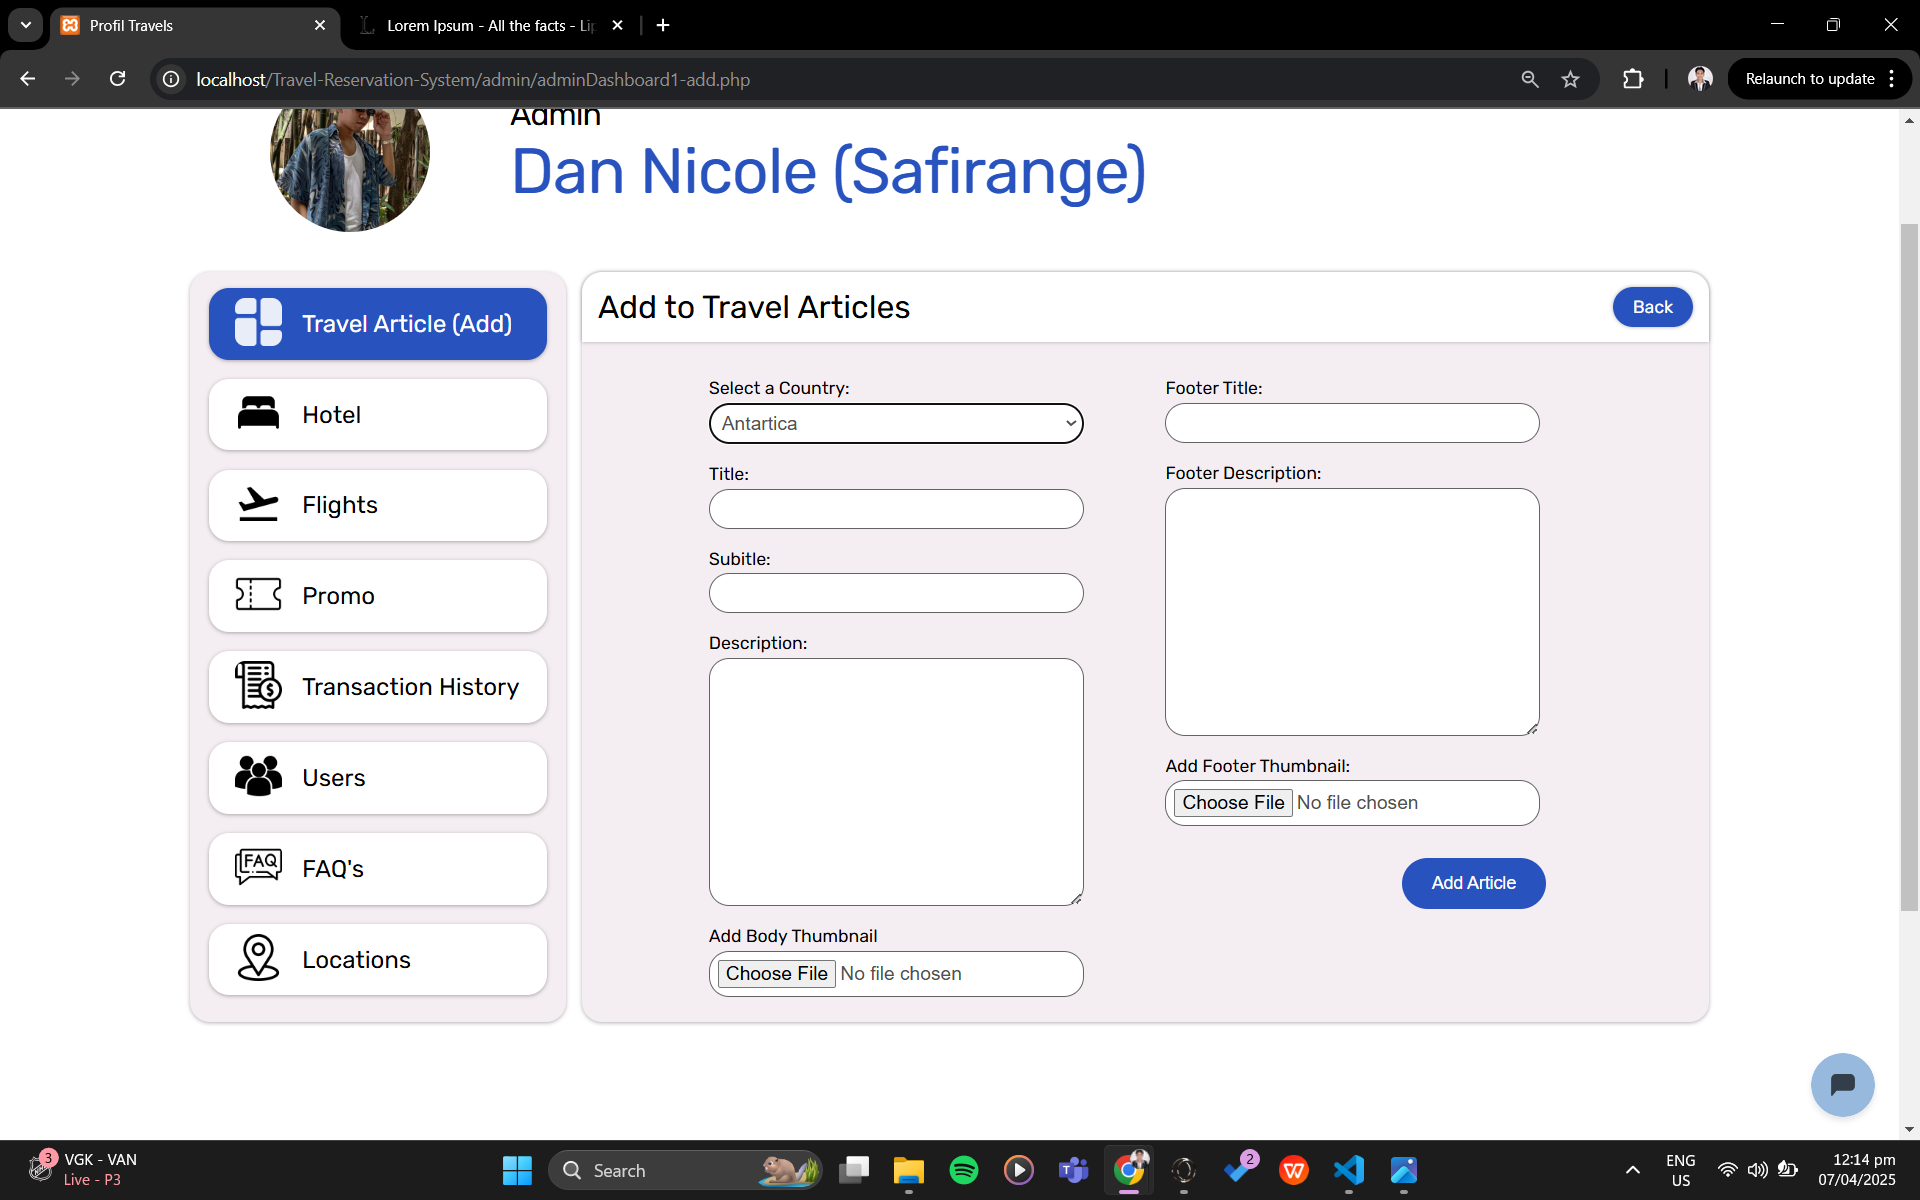 Profil Travels
Lorem Ipsum - All the facts - Lip
localhost/Travel-Reservation-System/admin/adminDashboard1-add.php
Relaunch to update
Admin
Dan Nicole (Safirange)
Travel Article (Add)
Hotel
Flights
Promo
Transaction History
Users
FAQ
FAQ's
Locations
Add to Travel Articles
Back
Select a Country:
Antartica
Title:
Subitle:
Description:
Add Body Thumbnail
Choose File No file chosen
Footer Title:
Footer Description:
Add Footer Thumbnail:
Choose File No file chosen
Add Article
3
VGK - VAN
Live - P3
Search
2
ENG
US
12:14 pm
07/04/2025